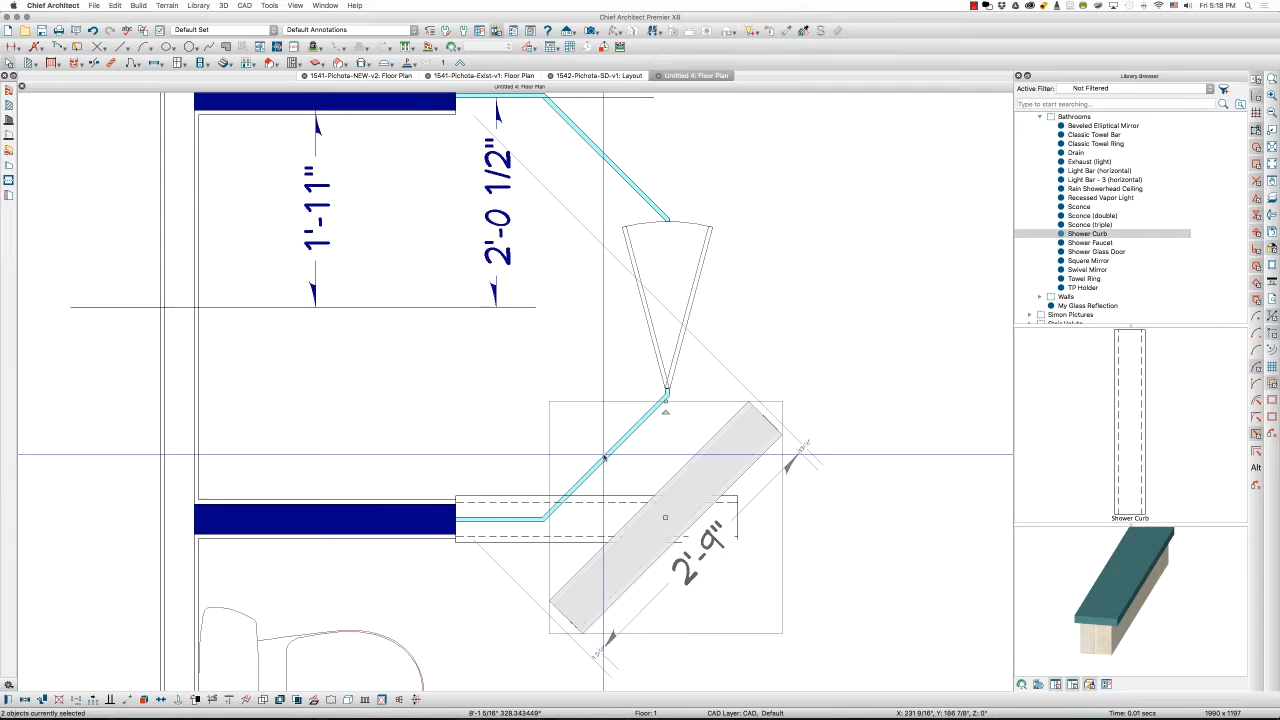 Chief Architect File Edit Build Terrain Library 3D CAD Tools View Window Help
Fri 5:18 PM
Chief Architect Premier X8
Default Set
Default Annotations
1541-Pichota-NEW-v2: Floor Plan
1541-Pichota-Exist-v1: Floor Plan
1542-Pichota-SD-v1: Layout
Untitled 4: Floor Plan
Library Browser
Untitled 4: Floor Plan
Active Filter: Not Filtered
Type to start searching...
Bathrooms
Beveled Elliptical Mirror
Classic Towel Bar
Classic Towel Ring
Drain
Exhaust (light)
Light Bar (horizontal)
Light Bar - 3 (horizontal)
Rain Showerhead Ceiling
Recessed Vapor Light
Sconce
Sconce (double)
Sconce (triple)
Shower Curb
Shower Faucet
Shower Glass Door
Square Mirror
Swivel Mirror
Towel Ring
TP Holder
Walls
My Glass Reflection
Simon Pictures
1'-11"
2'-0 1/2"
2'-9"
Shower Curb
Alt
2 objects currently selected
8'-1 5/16" 328.343449°
Floor: 1
CAD Layer: CAD, Default
X: 231 9/16", Y: 186 7/8", Z: 0"
Time: 0.01 secs
1990 x 1197